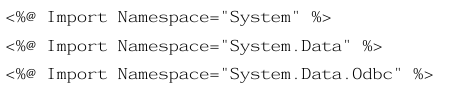 <%@ Import Namespace="System" %>
<%@ Import Namespace="System.Data" %>
<%@ Import Namespace="System.Data.Odbc" %>